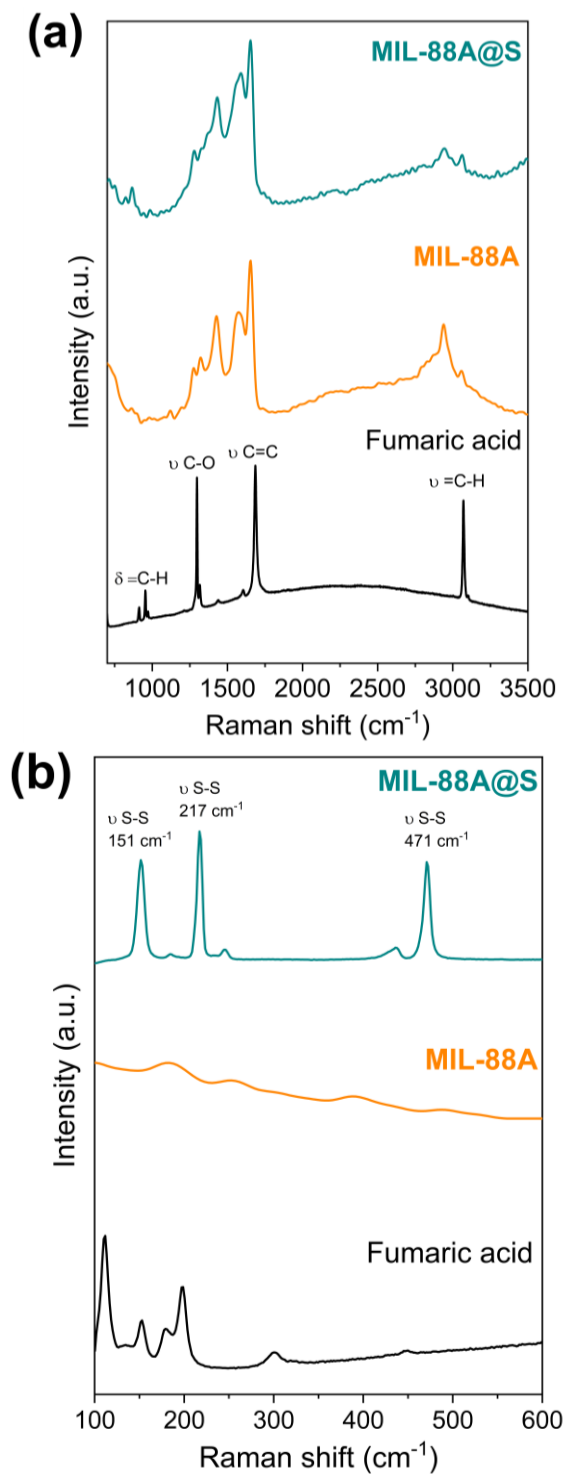 (a)
MIL-88A@S
MIL-88A
Fumaric acid
υ C-O
υ C=C
υ =C-H
δ =C-H
Intensity (a.u.)
1000 1500 2000 2500 3000 3500
Raman shift (cm⁻¹)
(b)
MIL-88A@S
υ S-S
151 cm⁻¹
υ S-S
217 cm⁻¹
υ S-S
471 cm⁻¹
MIL-88A
Fumaric acid
Intensity (a.u.)
100 200 300 400 500 600
Raman shift (cm⁻¹)